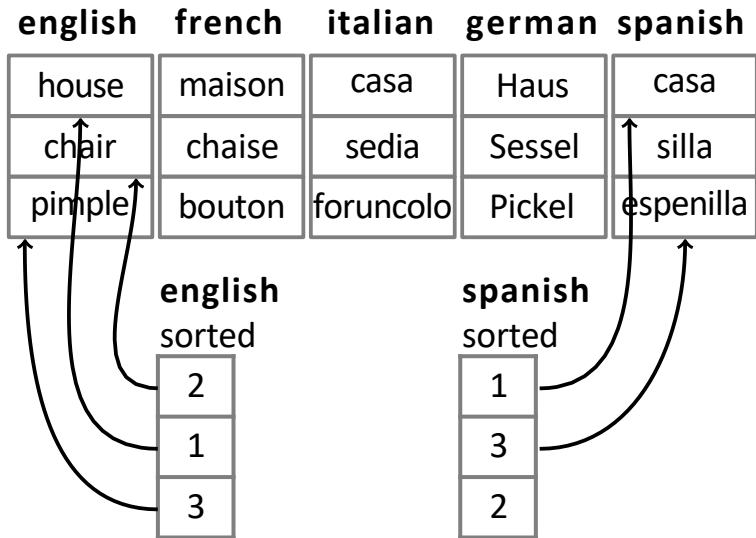 english french italian german spanish
house maison casa Haus casa
chair chaise sedia Sessel silla
pimple bouton foruncolo Pickel espenilla
english spanish
sorted sorted
2 1
1 3
3 2